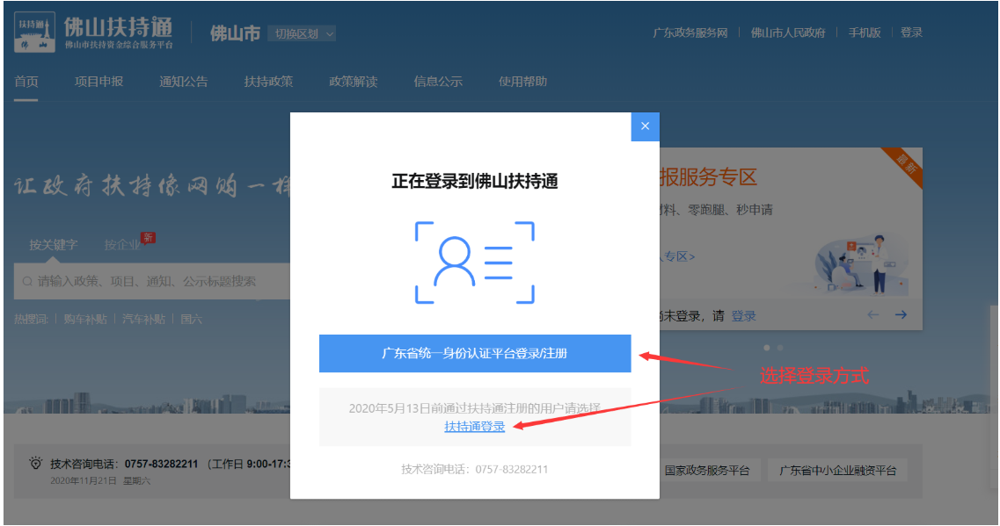 扶持通
佛山
佛山扶持通
佛山市扶持资金综合服务平台
佛山市
切换区划
广东政务服务网
佛山市人民政府
手机版
登录
首页
项目申报
通知公告
扶持政策
政策解读
信息公示
使用帮助
让政府扶持像网购一样
按关键字
按企业
新
请输入政策、项目、通知、公示标题搜索
热搜词:
购车补贴
汽车补贴
国六
×
正在登录到佛山扶持通
广东省统一身份认证平台登录/注册
2020年5月13日前通过扶持通注册的用户请选择
扶持通登录
技术咨询电话：0757-83282211
最新
报服务专区
材料、零跑腿、秒申请
专区>
尚未登录，请 登录
选择登录方式
技术咨询电话：0757-83282211 （工作日 9:00-17:3
2020年11月21日 星期六
国家政务服务平台
广东省中小企业融资平台